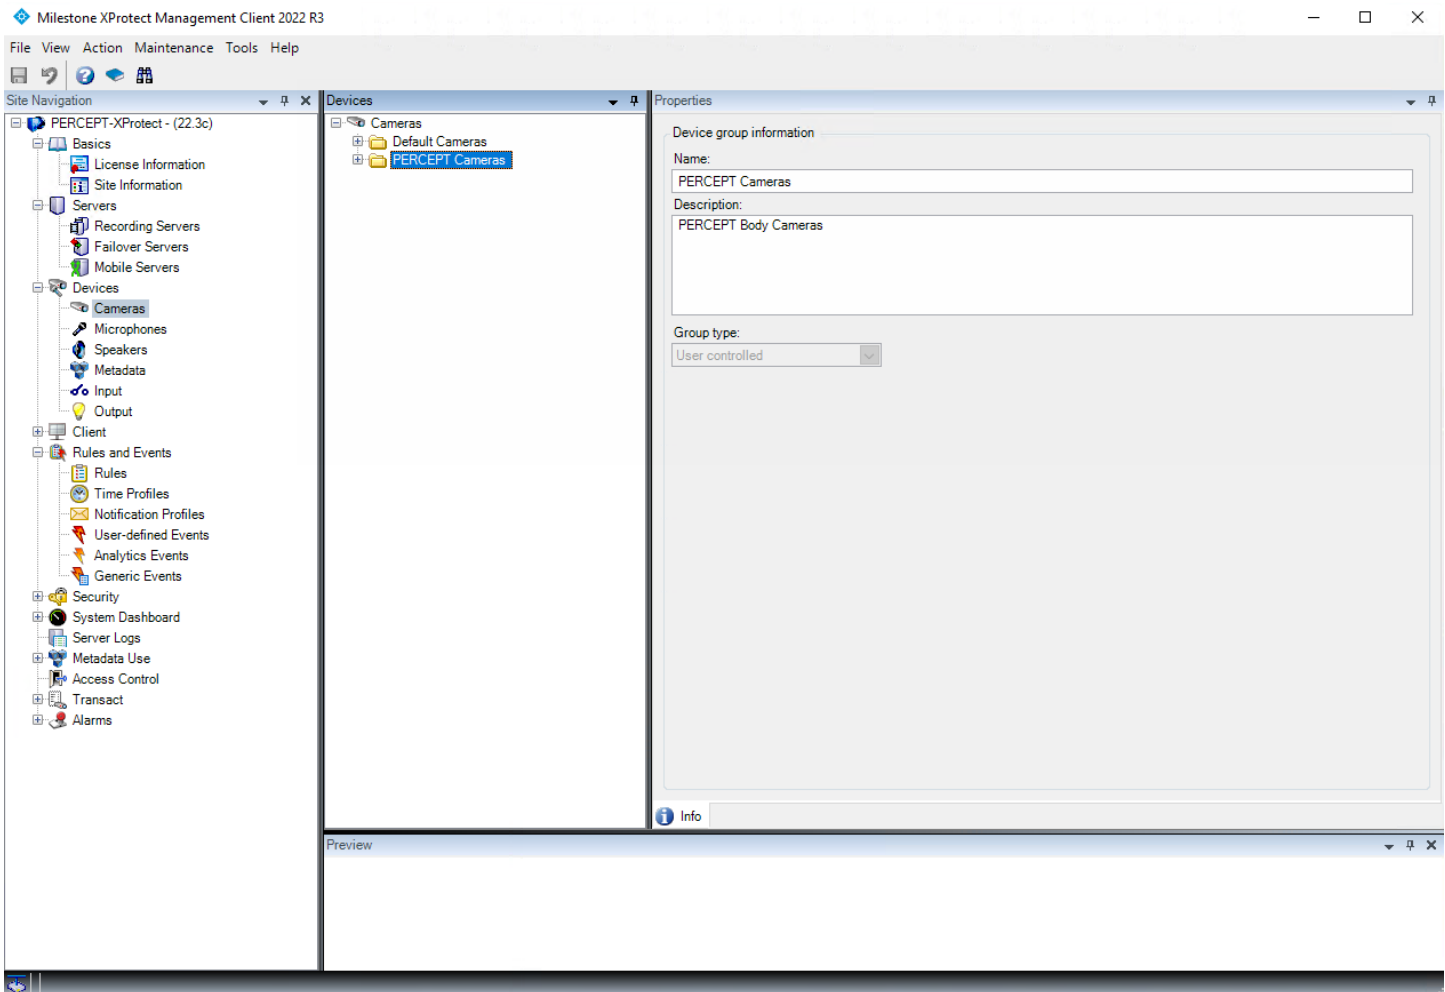 Milestone XProtect Management Client 2022 R3
File View Action Maintenance Tools Help
Site Navigation
PERCEPT-XProtect - (22.3c)
Basics
License Information
Site Information
Servers
Recording Servers
Failover Servers
Mobile Servers
Devices
Cameras
Microphones
Speakers
Metadata
Input
Output
Client
Rules and Events
Rules
Time Profiles
Notification Profiles
User-defined Events
Analytics Events
Generic Events
Security
System Dashboard
Server Logs
Metadata Use
Access Control
Transact
Alarms
Devices
Cameras
Default Cameras
PERCEPT Cameras
Properties
Device group information
Name:
PERCEPT Cameras
Description:
PERCEPT Body Cameras
Group type:
User controlled
Info
Preview